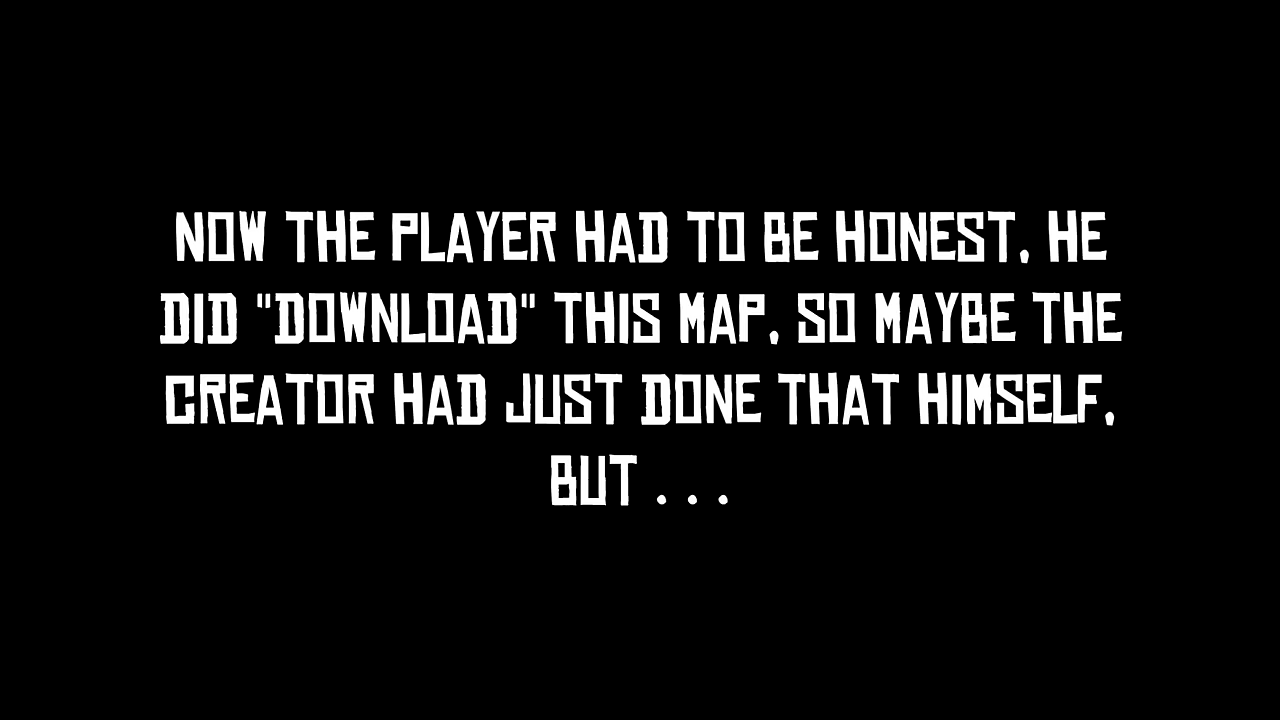 NOW THE PLAYER HAD TO BE HONEST, HE
DID "DOWNLOAD" THIS MAP, SO MAYBE THE
CREATOR HAD JUST DONE THAT HIMSELF,
BUT . . .